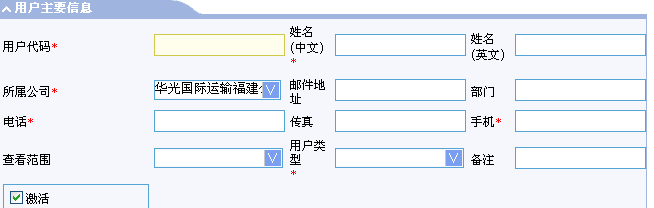 用户主要信息
用户代码* 姓名(中文)* 姓名(英文)
所属公司* 华光国际运输福建 邮件地址 部门
电话* 传真 手机*
查看范围 用户类型* 备注
激活